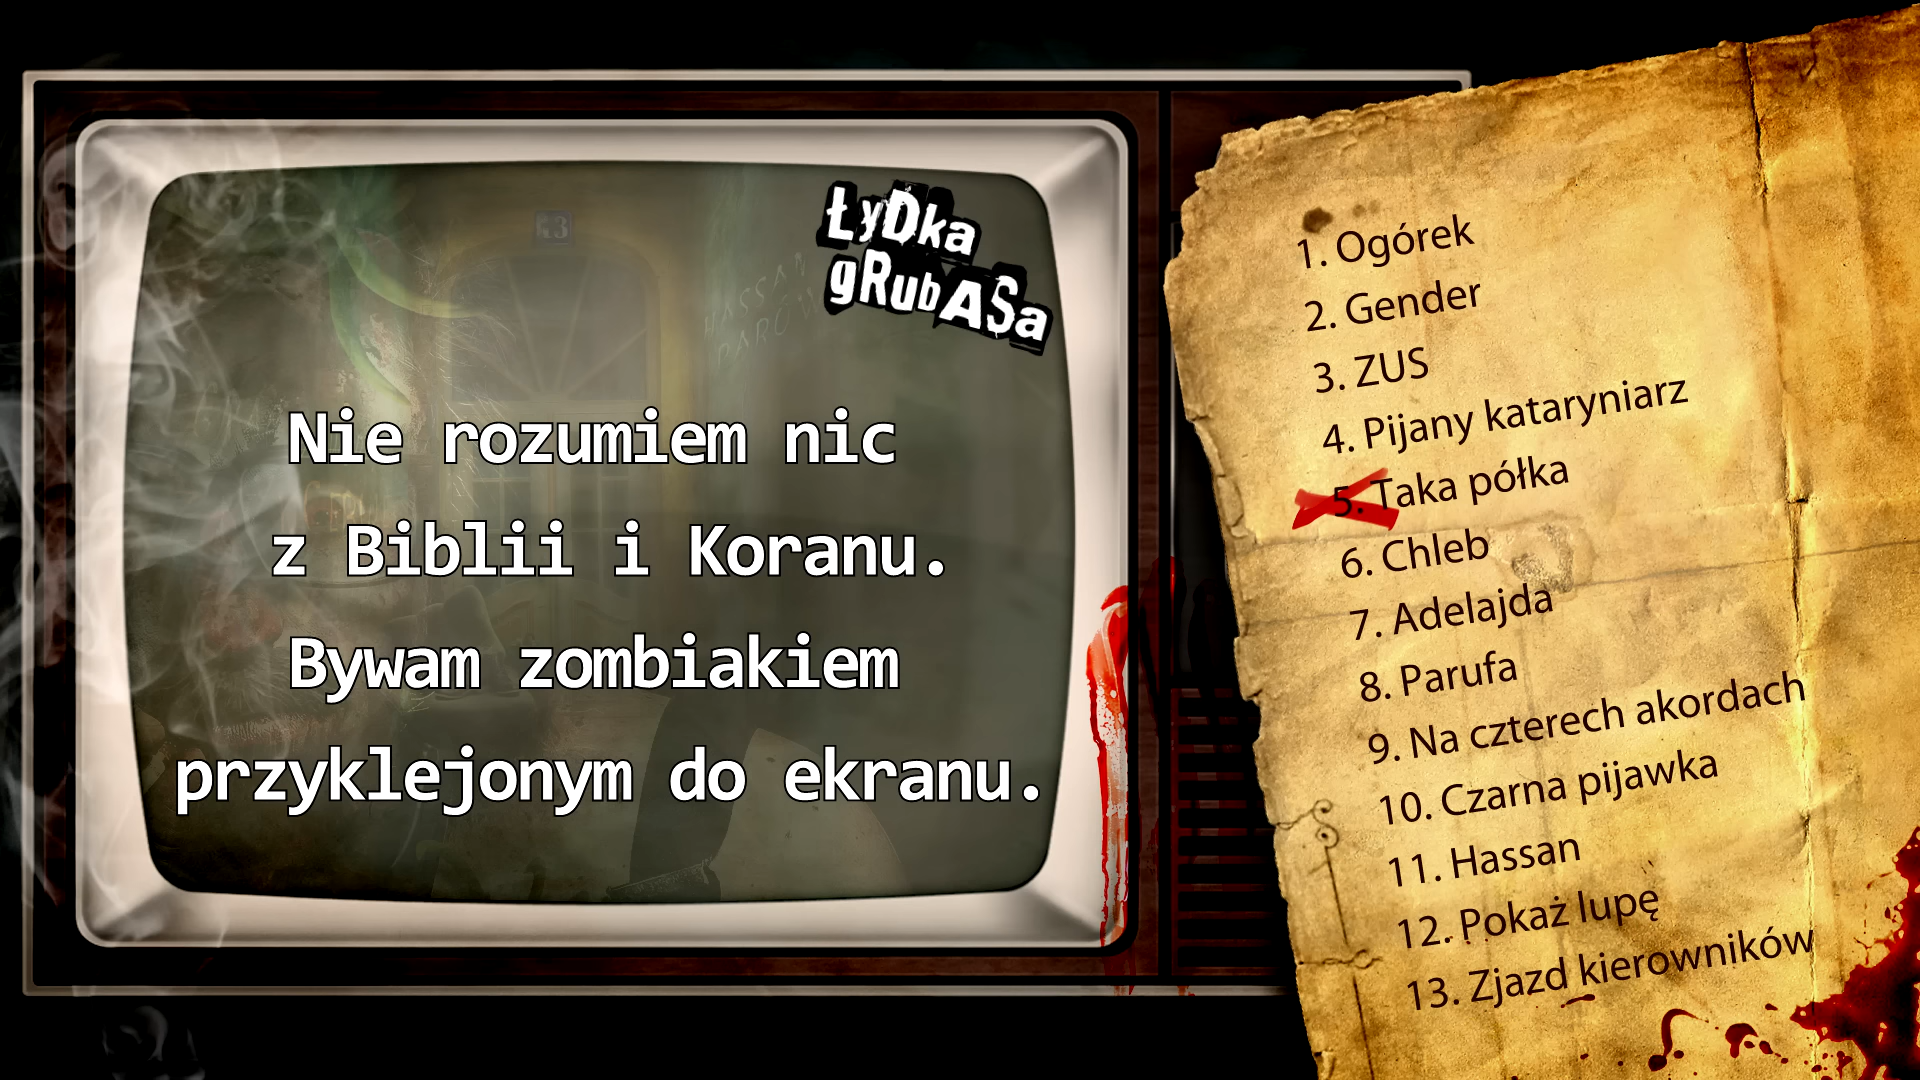 ŁyDka
gRubASa
Nie rozumiem nic
z Biblii i Koranu.
Bywam zombiakiem
przyklejonym do ekranu.
1. Ogórek
2. Gender
3. ZUS
4. Pijany kataryniarz
5. Taka półka
6. Chleb
7. Adelajda
8. Parufa
9. Na czterech akordach
10. Czarna pijawka
11. Hassan
12. Pokaż lupę
13. Zjazd kierowników